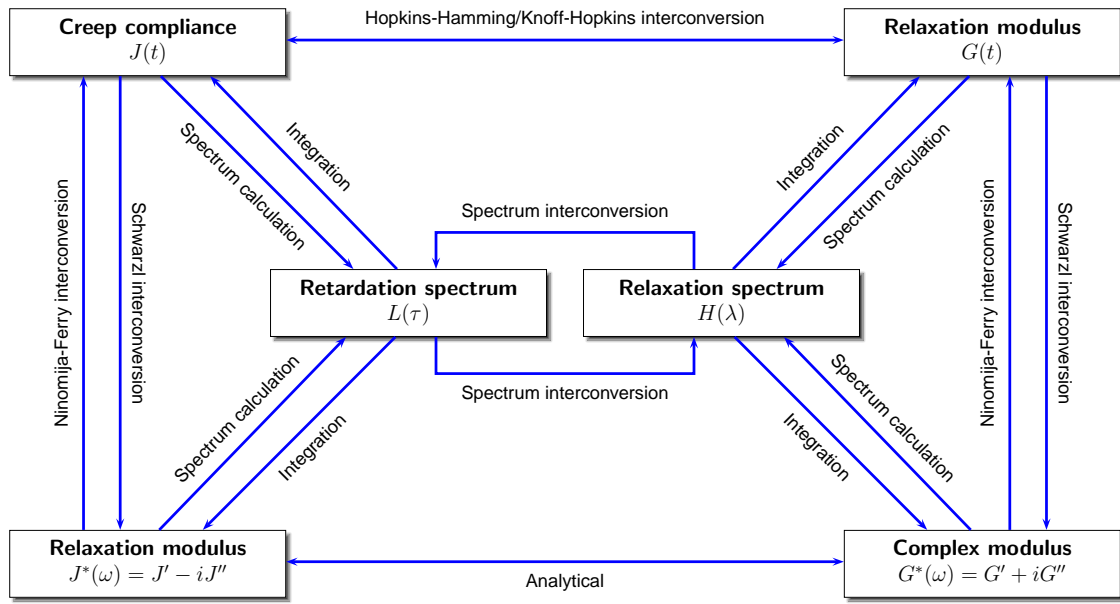 Hopkins-Hamming/Knoff-Hopkins interconversion
Creep compliance
J(t)
Relaxation modulus
G(t)
Spectrum calculation
Integration
Integration
Spectrum calculation
Ninomija-Ferry interconversion
Schwarzl interconversion
Spectrum interconversion
Ninomija-Ferry interconversion
Schwarzl interconversion
Retardation spectrum
L(τ)
Relaxation spectrum
H(λ)
Spectrum interconversion
Spectrum calculation
Integration
Integration
Spectrum calculation
Relaxation modulus
J*(ω) = J′ − iJ′′
Complex modulus
G*(ω) = G′ + iG′′
Analytical